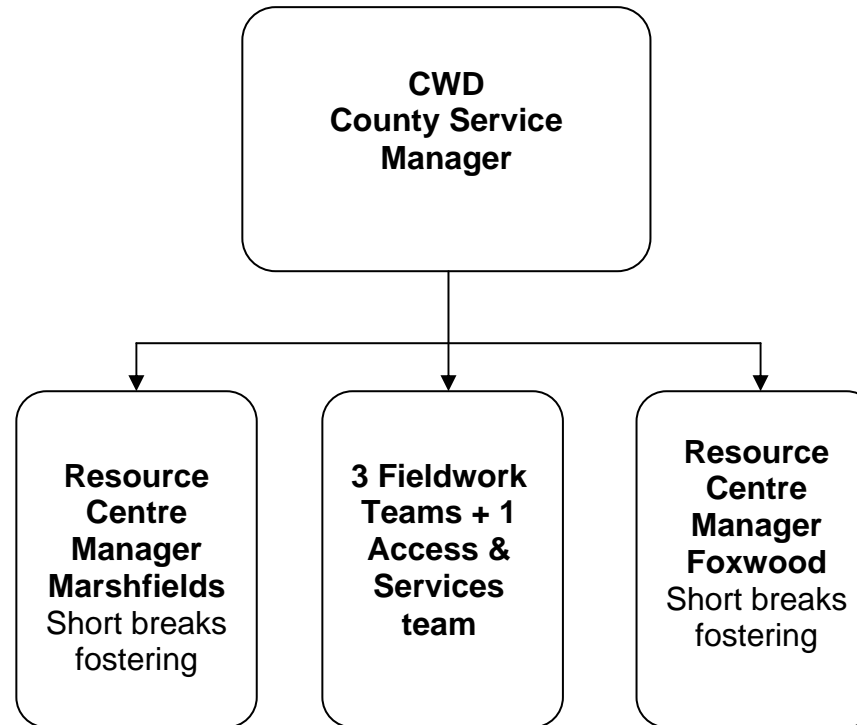 CWD
County Service
Manager
Resource
Centre
Manager
Marshfields
Short breaks
fostering
3 Fieldwork
Teams + 1
Access &
Services
team
Resource
Centre
Manager
Foxwood
Short breaks
fostering